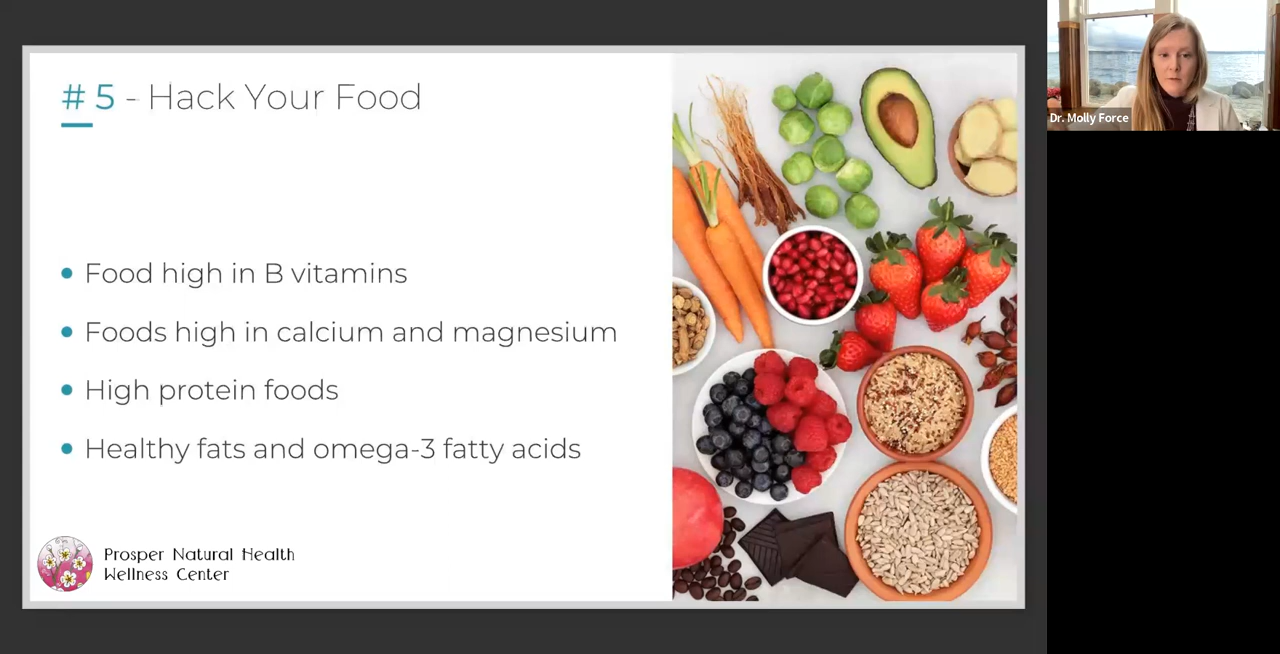 # 5 - Hack Your Food
Food high in B vitamins
Foods high in calcium and magnesium
High protein foods
Healthy fats and omega-3 fatty acids
Prosper Natural Health
Wellness Center
Dr. Molly Force